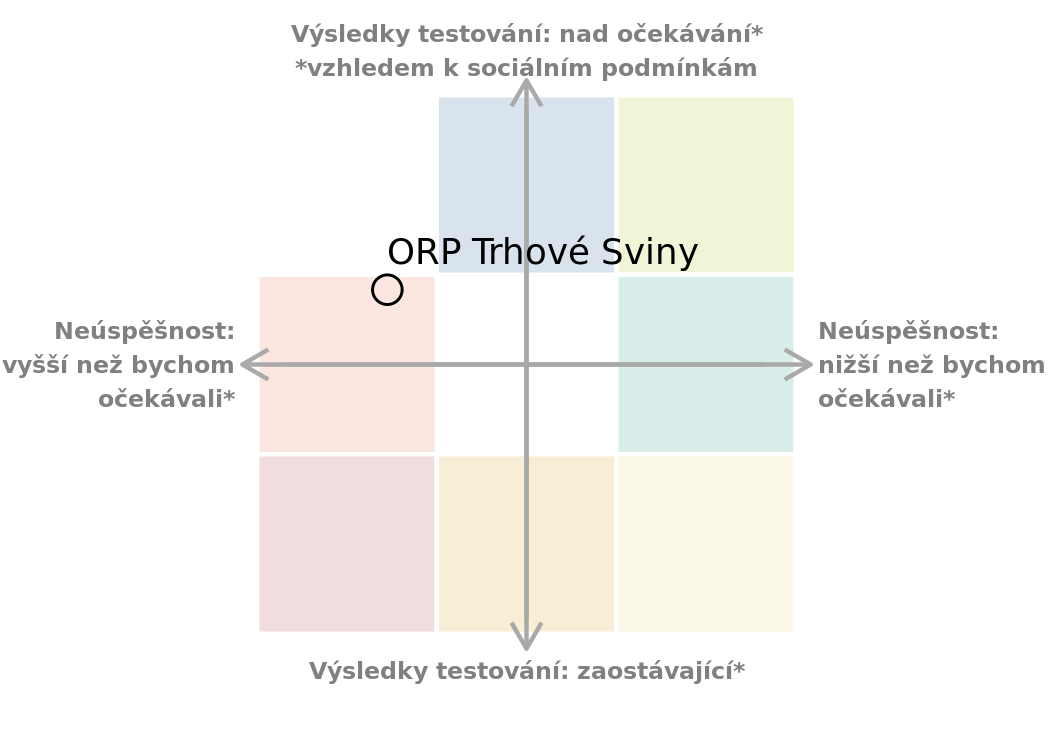 Výsledky testování: nad očekávání*
*vzhledem k sociálním podmínkám
ORP Trhové Sviny
Neúspěšnost:
vyšší než bychom
očekávali*
Neúspěšnost:
nižší než bychom
očekávali*
Výsledky testování: zaostávající*